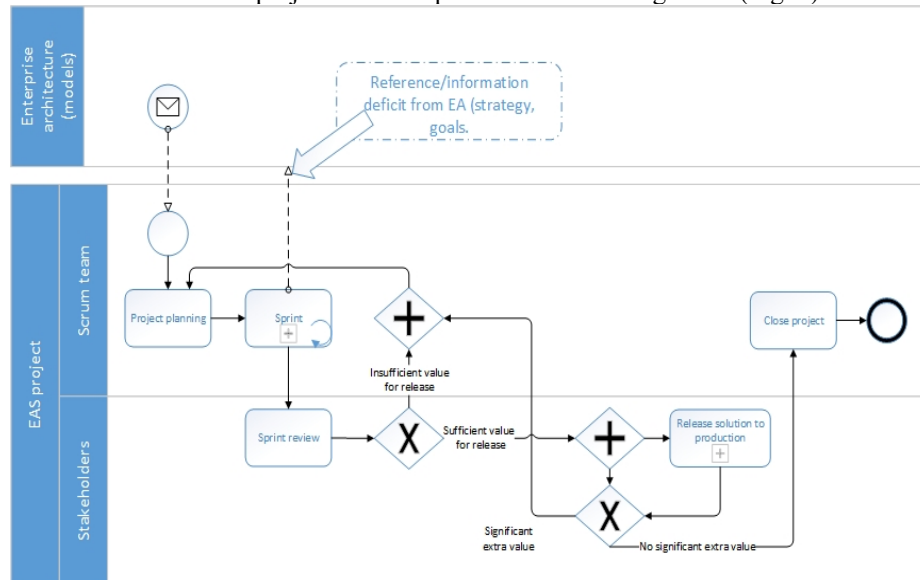 Enterprise
architecture
(models)
Reference/information
deficit from EA (strategy,
goals.
EAS project
Scrum team
Project planning
Sprint
Close project
Insufficient value
for release
Stakeholders
Sprint review
X
Sufficient value
for release
Release solution to
production
X
Significant
extra value
No significant extra value